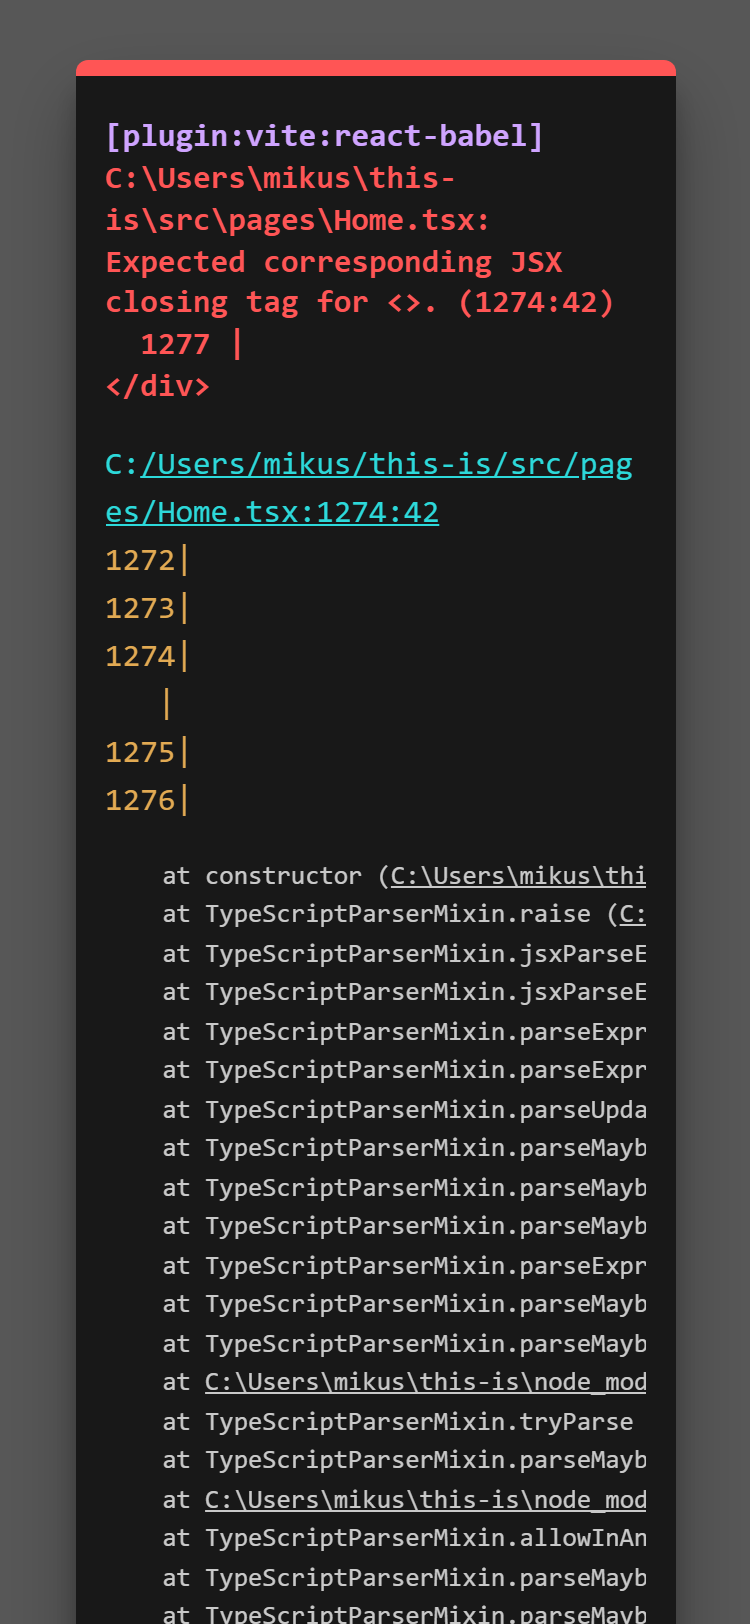 [plugin:vite:react-babel]
C:\Users\mikus\this-
is\src\pages\Home.tsx:
Expected corresponding JSX
closing tag for <>. (1274:42)
  1277 |
</div>

C:/Users/mikus/this-is/src/pag
es/Home.tsx:1274:42
1272|
1273|
1274|
   |
1275|
1276|

at constructor (C:\Users\mikus\thi
at TypeScriptParserMixin.raise (C:
at TypeScriptParserMixin.jsxParseE
at TypeScriptParserMixin.jsxParseE
at TypeScriptParserMixin.parseExpr
at TypeScriptParserMixin.parseExpr
at TypeScriptParserMixin.parseUpda
at TypeScriptParserMixin.parseMayb
at TypeScriptParserMixin.parseMayb
at TypeScriptParserMixin.parseMayb
at TypeScriptParserMixin.parseExpr
at TypeScriptParserMixin.parseMayb
at TypeScriptParserMixin.parseMayb
at C:\Users\mikus\this-is\node_mod
at TypeScriptParserMixin.tryParse
at TypeScriptParserMixin.parseMayb
at C:\Users\mikus\this-is\node_mod
at TypeScriptParserMixin.allowInAn
at TypeScriptParserMixin.parseMayb
at TypeScriptParserMixin.parseMayb